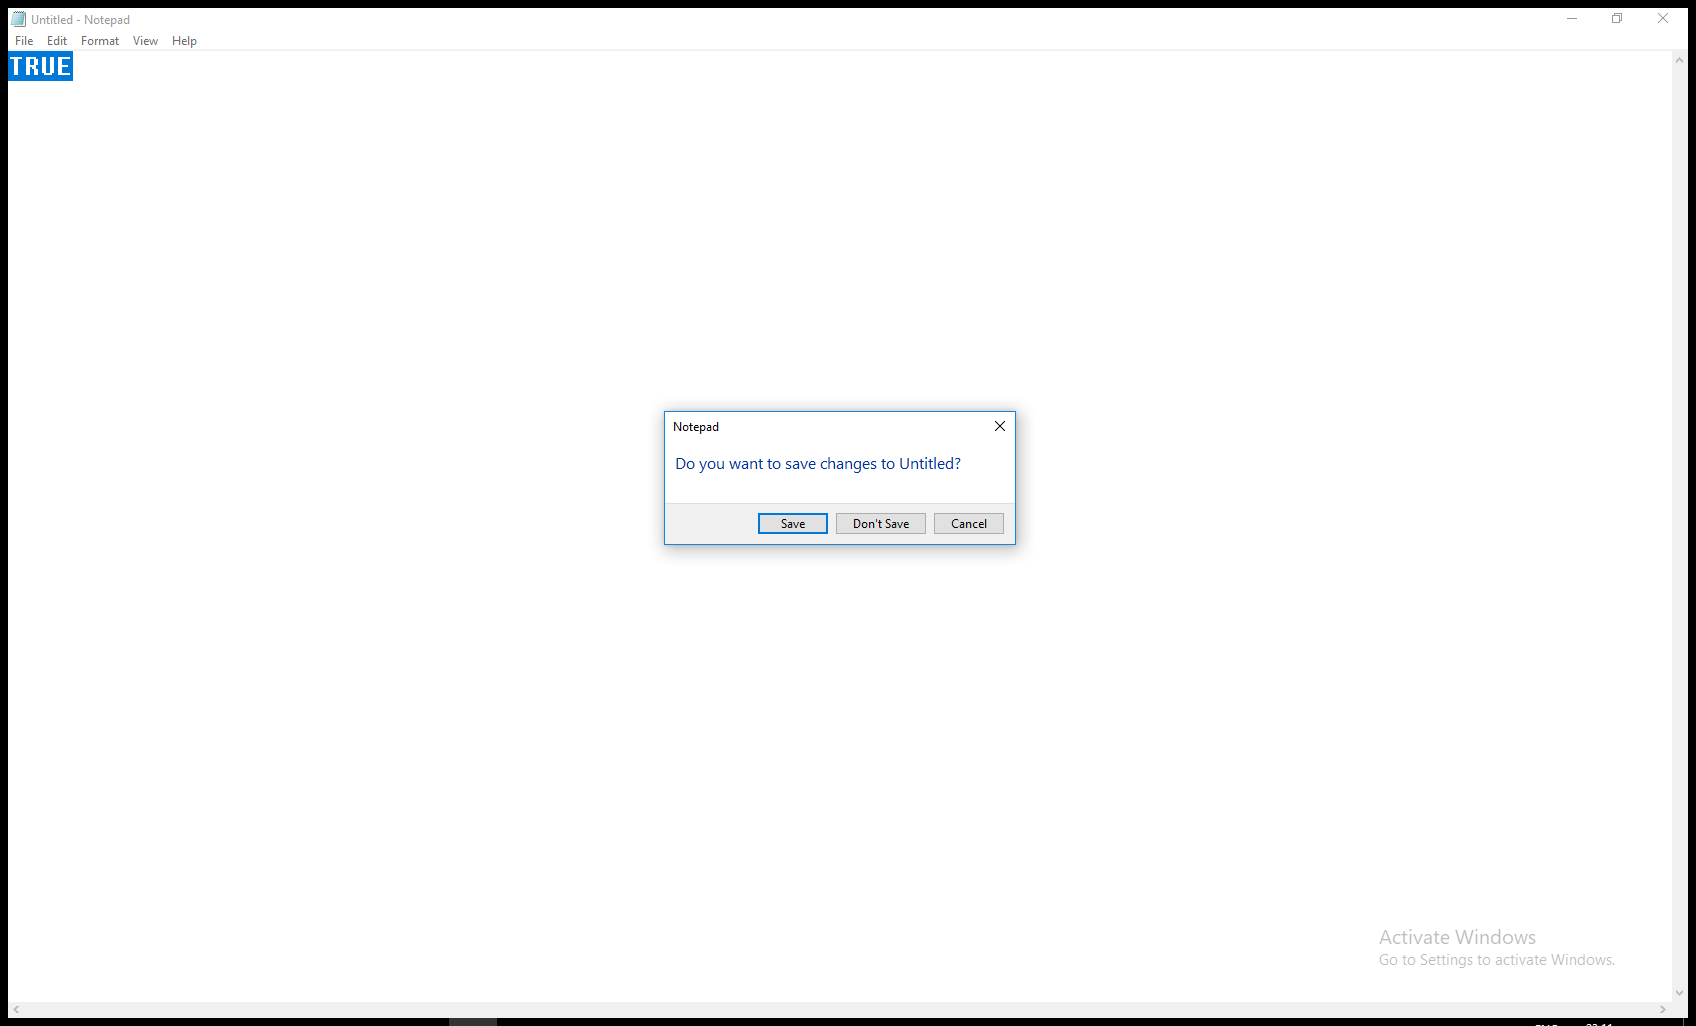 Untitled - Notepad
File Edit Format View Help
TRUE
Notepad
Do you want to save changes to Untitled?
Save Don't Save Cancel
Activate Windows
Go to Settings to activate Windows.